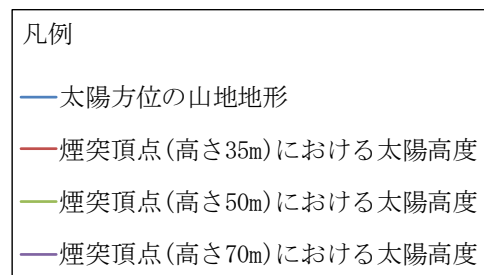 凡例
太陽方位の山地地形
煙突頂点(高さ35m)における太陽高度
煙突頂点(高さ50m)における太陽高度
煙突頂点(高さ70m)における太陽高度